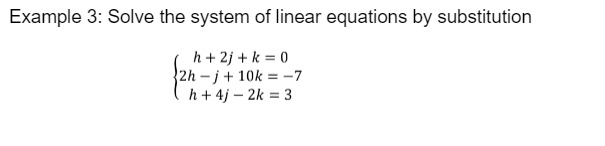 Example 3: Solve the system of linear equations by substitution
h + 2j + k = 0
2h – j + 10k = –7
h + 4j – 2k = 3